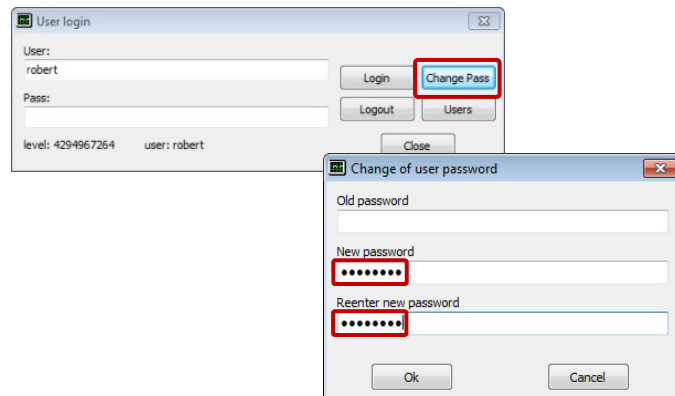 User login
User:
robert
Login
Change Pass
Pass:
Logout
Users
level: 4294967264
user: robert
Close
Change of user password
Old password
New password
••••••••
Reenter new password
••••••••
Ok
Cancel